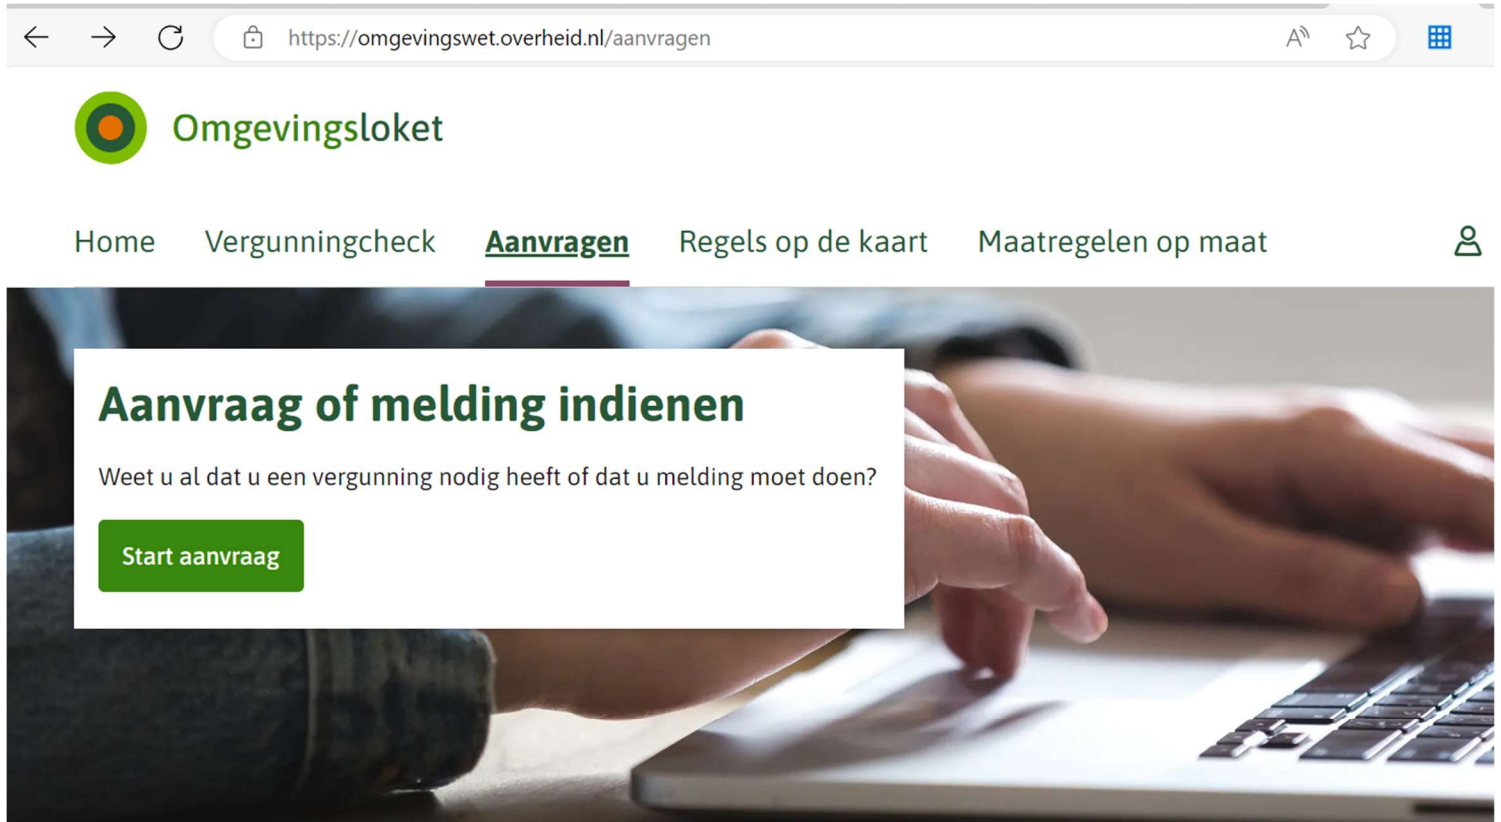 https://omgevingswet.overheid.nl/aanvragen
Omgevingsloket
Home Vergunningcheck Aanvragen Regels op de kaart Maatregelen op maat
Aanvraag of melding indienen
Weet u al dat u een vergunning nodig heeft of dat u melding moet doen?
Start aanvraag